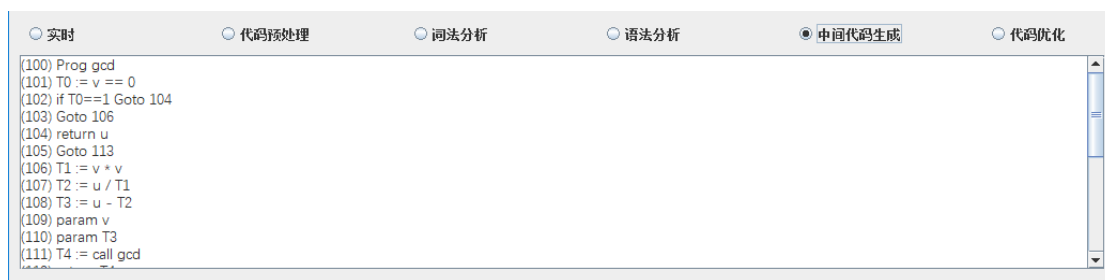 实时 代码预处理 词法分析 语法分析 中间代码生成 代码优化
(100) Prog gcd
(101) T0 := v == 0
(102) if T0==1 Goto 104
(103) Goto 106
(104) return u
(105) Goto 113
(106) T1 := v * v
(107) T2 := u / T1
(108) T3 := u - T2
(109) param v
(110) param T3
(111) T4 := call gcd